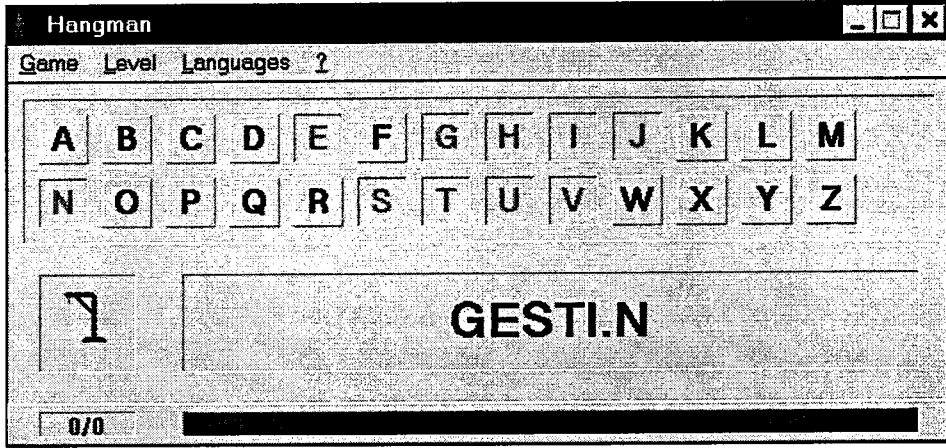 Hangman
Game Level Languages ?
A B C D E F G H I J K L M
N O P Q R S T U V W X Y Z
GESTI.N
0/0